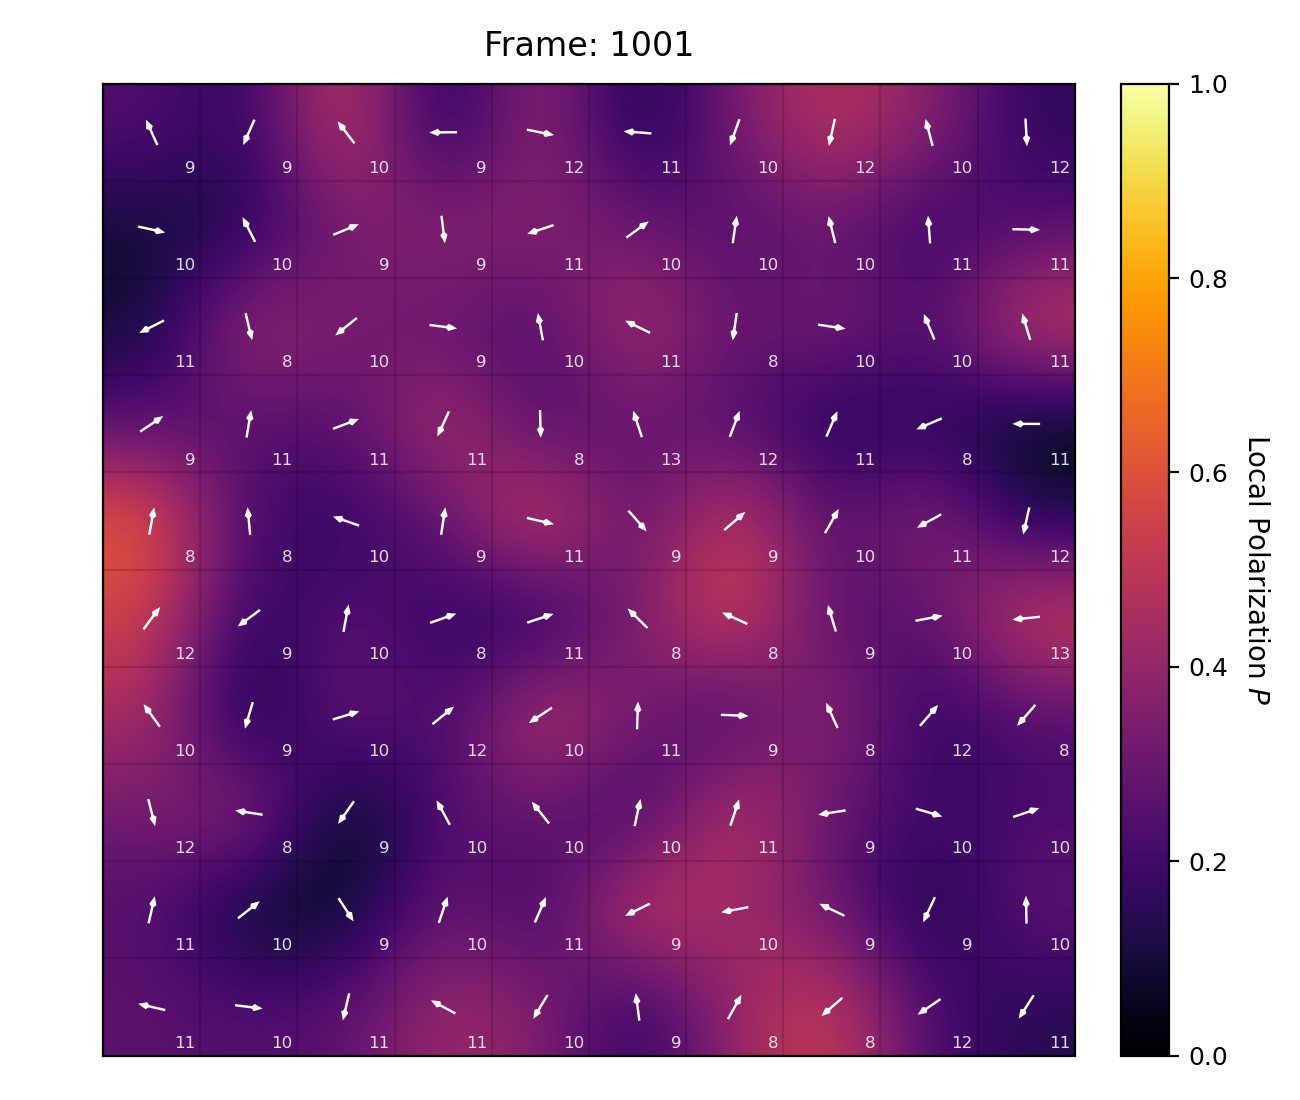 Frame: 1001
9 9 10 9 12 11 10 12 10 12
10 10 9 9 11 10 10 10 11 11
11 8 10 9 10 11 8 10 10 11
9 11 11 11 8 13 12 11 8 11
8 8 10 9 11 9 9 10 11 12
12 9 10 8 11 8 8 9 10 13
10 9 10 12 10 11 9 8 12 8
12 8 9 10 10 10 11 9 10 10
11 10 9 10 11 9 10 9 9 10
11 10 11 11 10 9 8 8 12 11
1.0
0.8
0.6
0.4
0.2
0.0
Local Polarization P